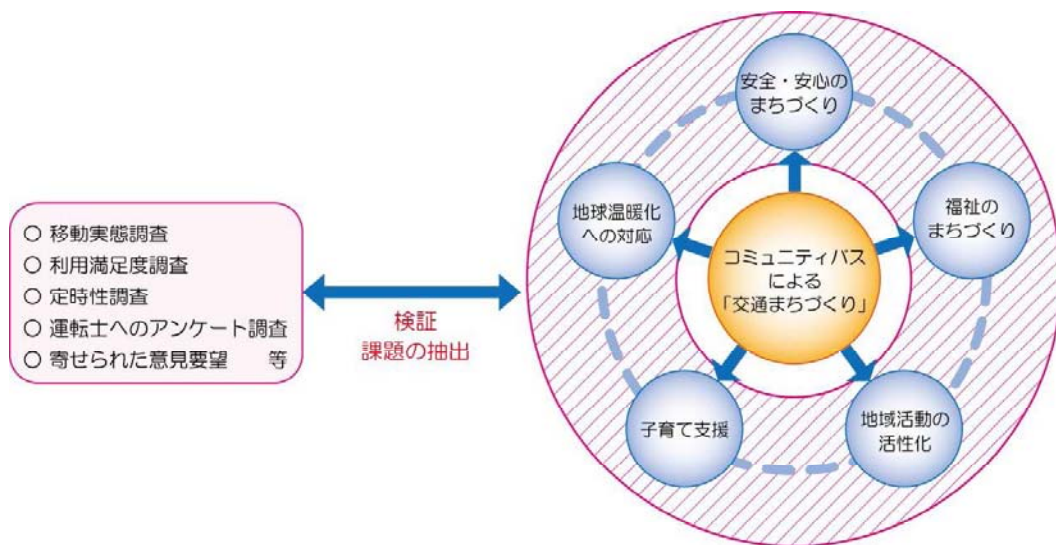 ○ 移動実態調査
○ 利用満足度調査
○ 定時性調査
○ 運転士へのアンケート調査
○ 寄せられた意見要望　　等
検証
課題の抽出
安全・安心の
まちづくり
福祉の
まちづくり
地域活動の
活性化
子育て支援
地球温暖化
への対応
コミュニティバス
による
「交通まちづくり」